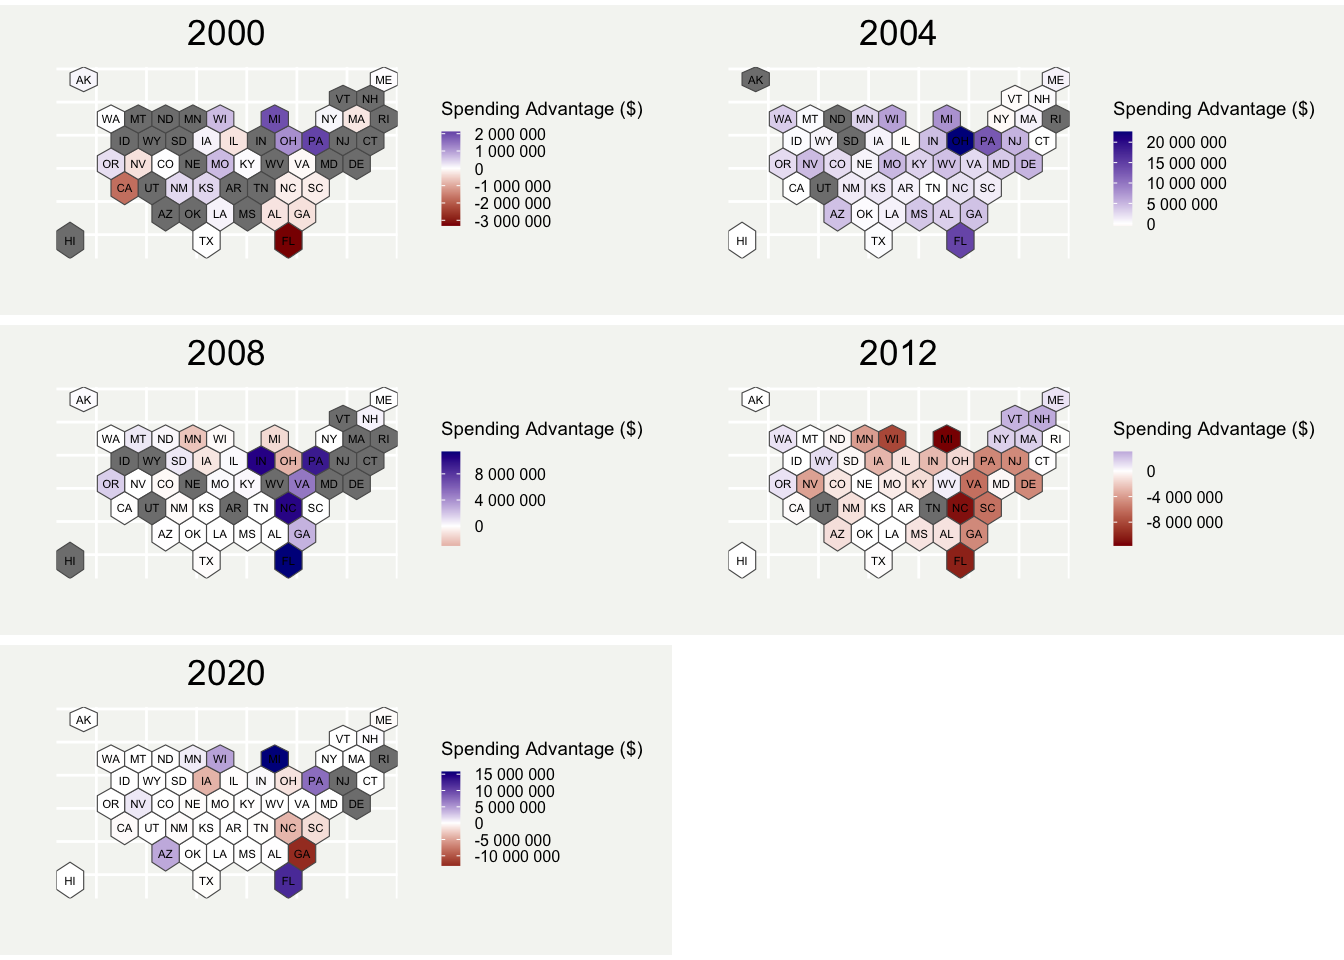 2000
AK ME
VT NH
WA MT ND MN WI MI NY MA RI
ID WY SD IA IL IN OH PA NJ CT
OR NV CO NE MO KY WV VA MD DE
CA UT NM KS AR TN NC SC
AZ OK LA MS AL GA
HI TX FL
Spending Advantage ($)
2 000 000
1 000 000
0
-1 000 000
-2 000 000
-3 000 000
2004
AK ME
VT NH
WA MT ND MN WI MI NY MA RI
ID WY SD IA IL IN OH PA NJ CT
OR NV CO NE MO KY WV VA MD DE
CA UT NM KS AR TN NC SC
AZ OK LA MS AL GA
HI TX FL
Spending Advantage ($)
20 000 000
15 000 000
10 000 000
5 000 000
0
2008
AK ME
VT NH
WA MT ND MN WI MI NY MA RI
ID WY SD IA IL IN OH PA NJ CT
OR NV CO NE MO KY WV VA MD DE
CA UT NM KS AR TN NC SC
AZ OK LA MS AL GA
HI TX FL
Spending Advantage ($)
8 000 000
4 000 000
0
2012
AK ME
VT NH
WA MT ND MN WI MI NY MA RI
ID WY SD IA IL IN OH PA NJ CT
OR NV CO NE MO KY WV VA MD DE
CA UT NM KS AR TN NC SC
AZ OK LA MS AL GA
HI TX FL
Spending Advantage ($)
0
-4 000 000
-8 000 000
2020
AK ME
VT NH
WA MT ND MN WI MI NY MA RI
ID WY SD IA IL IN OH PA NJ CT
OR NV CO NE MO KY WV VA MD DE
CA UT NM KS AR TN NC SC
AZ OK LA MS AL GA
HI TX FL
Spending Advantage ($)
15 000 000
10 000 000
5 000 000
0
-5 000 000
-10 000 000